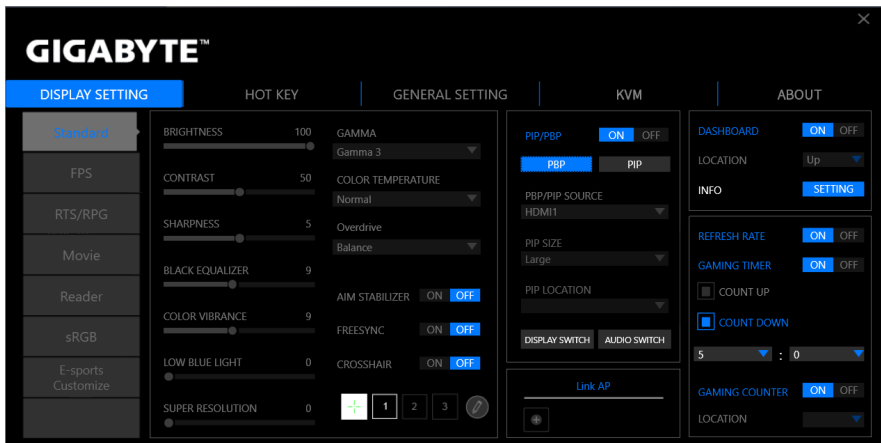 GIGABYTE™
DISPLAY SETTING
HOT KEY
GENERAL SETTING
KVM
ABOUT
Standard
FPS
RTS/RPG
Movie
Reader
sRGB
E-sports
Customize
BRIGHTNESS 100
CONTRAST 50
SHARPNESS 5
BLACK EQUALIZER 9
COLOR VIBRANCE 9
LOW BLUE LIGHT 0
SUPER RESOLUTION 0
GAMMA
Gamma 3
COLOR TEMPERATURE
Normal
Overdrive
Balance
AIM STABILIZER ON OFF
FREESYNC ON OFF
CROSSHAIR ON OFF
1 2 3
PIP/PBP ON OFF
PBP PIP
PBP/PIP SOURCE
HDMI1
PIP SIZE
Large
PIP LOCATION
DISPLAY SWITCH AUDIO SWITCH
Link AP
DASHBOARD ON OFF
LOCATION Up
INFO SETTING
REFRESH RATE ON OFF
GAMING TIMER ON OFF
COUNT UP
COUNT DOWN
5 : 0
GAMING COUNTER ON OFF
LOCATION